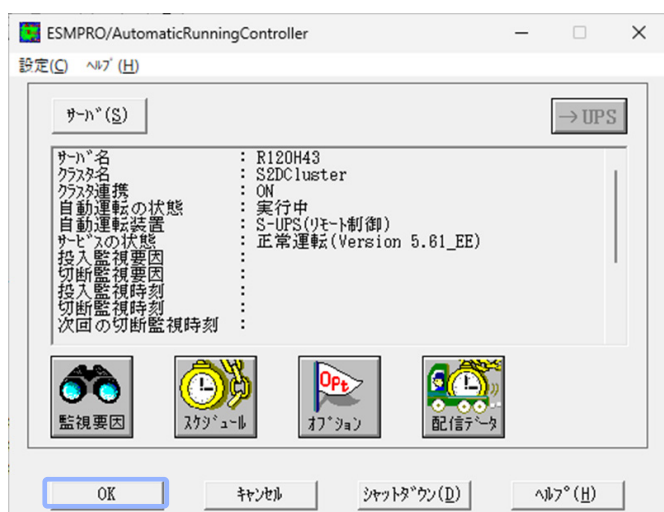 ESMPRO/AutomaticRunningController
設定(C) ﾍﾙﾌﾟ(H)
ｻｰﾊﾞ(S)
→UPS
ｻｰﾊﾞ名 : R120H43
ｸﾗｽﾀ名 : S2DCluster
ｸﾗｽﾀ連携 : ON
自動運転の状態 : 実行中
自動運転装置 : S-UPS(ﾘﾓｰﾄ制御)
ｻｰﾋﾞｽの状態 : 正常運転(Version 5.61_EE)
投入監視要因 :
切断監視要因 :
投入監視時刻 :
切断監視時刻 :
次回の切断監視時刻 :
OPt
監視要因 ｽｹｼﾞｭｰﾙ ｵﾌﾟｼｮﾝ 配信ﾃﾞｰﾀ
OK ｷｬﾝｾﾙ ｼｬｯﾄﾀﾞｳﾝ(D) ﾍﾙﾌﾟ(H)